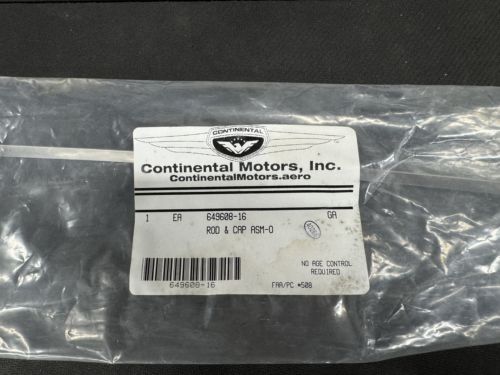 CONTINENTAL
Continental Motors, Inc.
ContinentalMotors.aero
1 EA 649608-16 GA
ROD & CAP ASM-O
NO AGE CONTROL
REQUIRED
649608-16 FAA/PC #508